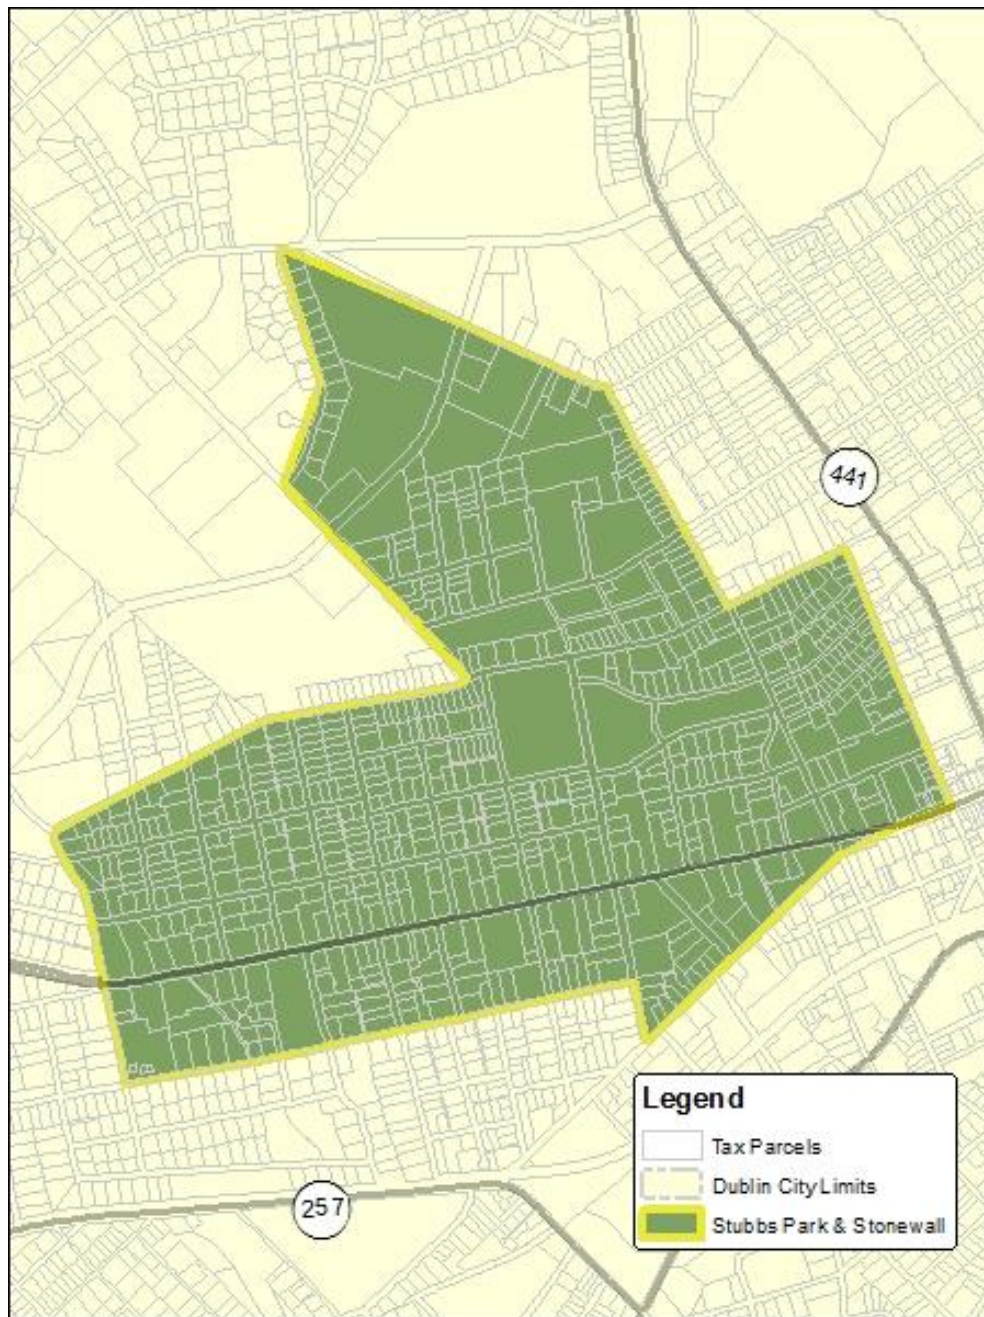 441
Legend
Tax Parcels
Dublin City Limits
Stubbs Park & Stonewall
257